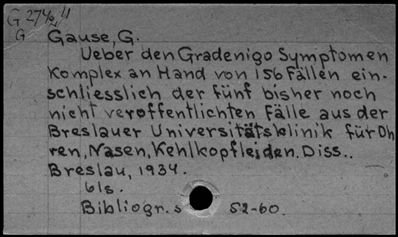 G 274 11
G
Gause, G.
Ueber den Gradenigo Symptomen
Komplex an Hand von 156 Fällen ein-
schliesslich der fünf bisher noch
nicht veröffentlichten Fälle aus der
Breslauer Universitätsklinik für Oh
ren, Nasen, Kehlkopfleiden. Diss..
Breslau, 1934.
61s.
Bibliogr. s 52-60.